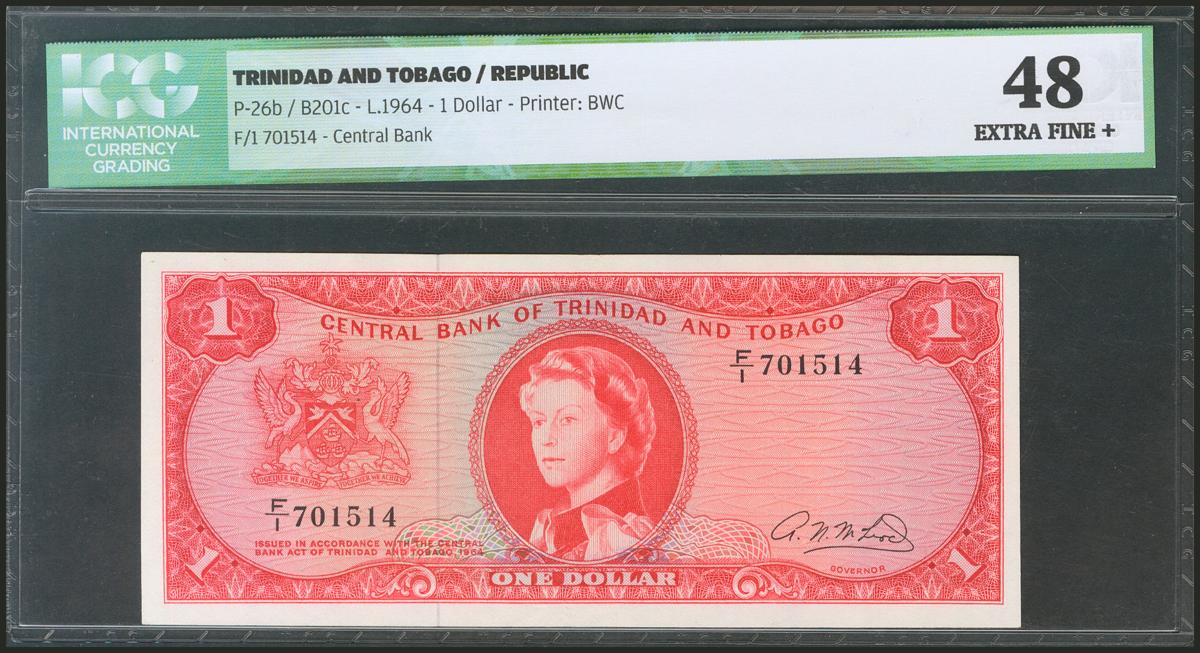 ICG
INTERNATIONAL
CURRENCY
GRADING
TRINIDAD AND TOBAGO / REPUBLIC
P-26b / B201c - L.1964 - 1 Dollar - Printer: BWC
F/1 701514 - Central Bank
48
EXTRA FINE +
1
1
CENTRAL BANK OF TRINIDAD AND TOBAGO
F/1 701514
TOGETHER WE ASPIRE TOGETHER WE ACHIEVE
F/1 701514
ISSUED IN ACCORDANCE WITH THE CENTRAL
BANK ACT OF TRINIDAD AND TOBAGO 1964
A. N. McLeod
GOVERNOR
1
ONE DOLLAR
1